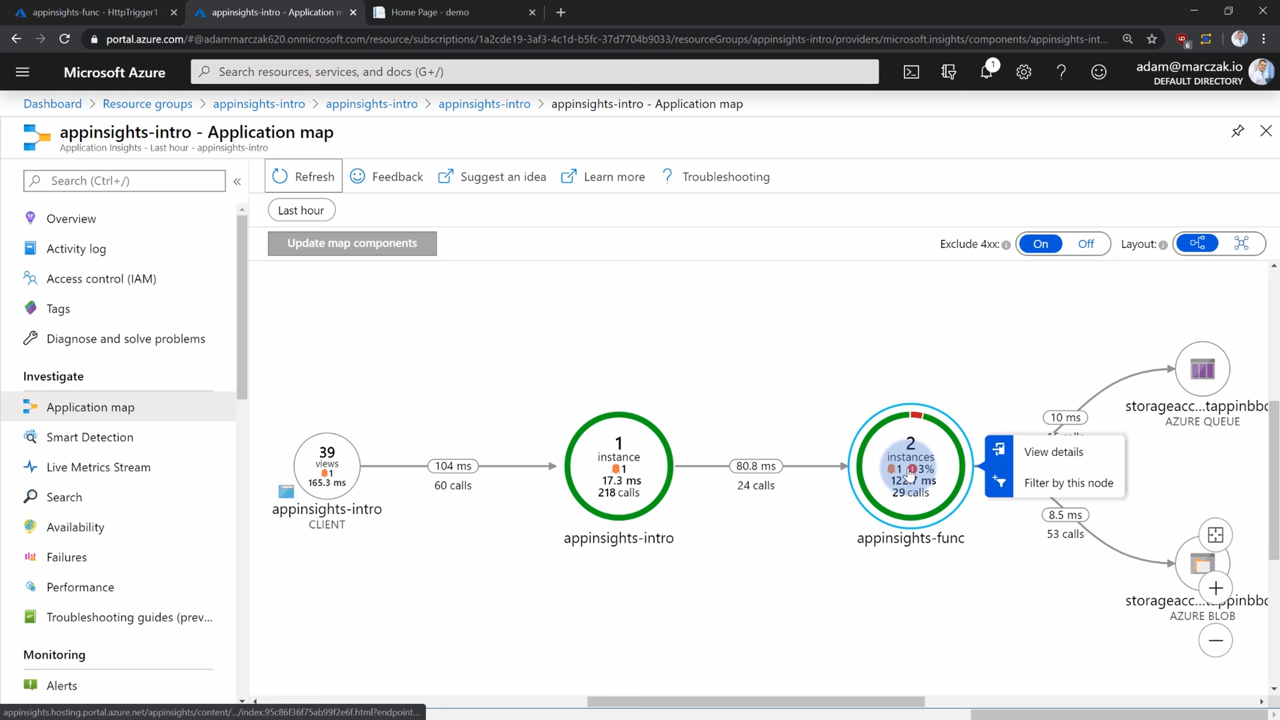 appinsights-func - HttpTrigger1
appinsights-intro - Application m
Home Page - demo
portal.azure.com/#@adammarczak620.onmicrosoft.com/resource/subscriptions/1a2cde19-3af3-4c1d-b5fc-37d7704b9033/resourceGroups/appinsights-intro/providers/microsoft.insights/components/appinsights-int...
Microsoft Azure
Search resources, services, and docs (G+/)
1
adam@marczak.io
DEFAULT DIRECTORY
Dashboard > Resource groups > appinsights-intro > appinsights-intro > appinsights-intro > appinsights-intro - Application map
appinsights-intro - Application map
Application Insights - Last hour - appinsights-intro
Search (Ctrl+/)
Refresh
Feedback
Suggest an idea
Learn more
Troubleshooting
Last hour
Update map components
Exclude 4xx:
On
Off
Layout:
Overview
Activity log
Access control (IAM)
Tags
Diagnose and solve problems
Investigate
Application map
Smart Detection
Live Metrics Stream
Search
Availability
Failures
Performance
Troubleshooting guides (prev...
Monitoring
Alerts
39
views
1
165.3 ms
appinsights-intro
CLIENT
104 ms
60 calls
1
instance
1
17.3 ms
218 calls
appinsights-intro
80.8 ms
24 calls
2
instances
29 calls
appinsights-func
View details
Filter by this node
10 ms
storageacc...tappinbbc
AZURE QUEUE
8.5 ms
53 calls
storageacc...tappinbbc
AZURE BLOB
appinsights.hosting.portal.azure.net/appinsights/content/.../index.95c86f36f75ab99f2e6f.html?endpoint...